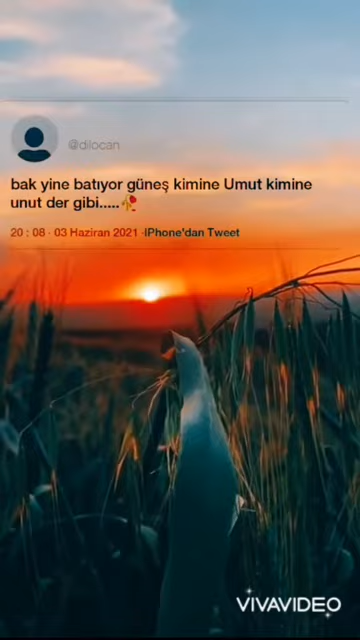 @dilocan
bak yine batıyor güneş kimine Umut kimine
unut der gibi.....🥀
20 : 08 · 03 Haziran 2021 ·iPhone'dan Tweet
VIVAVIDEO